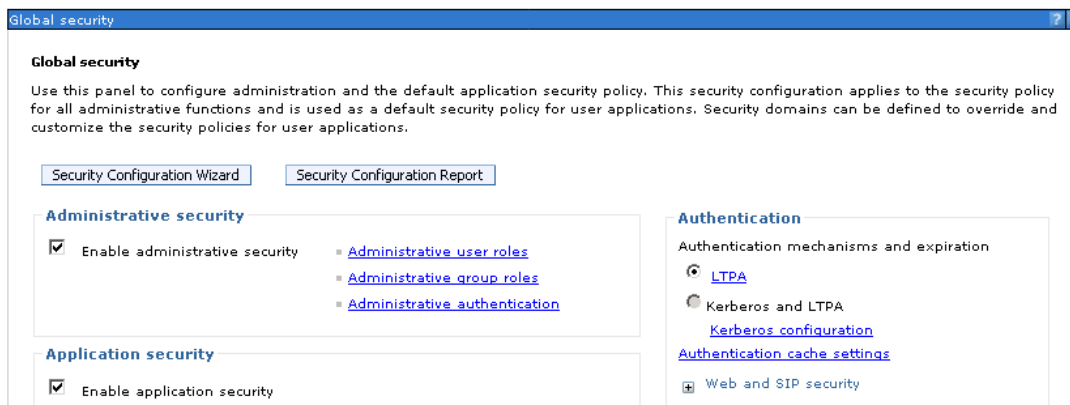 Global security
?
Global security
Use this panel to configure administration and the default application security policy. This security configuration applies to the security policy
for all administrative functions and is used as a default security policy for user applications. Security domains can be defined to override and
customize the security policies for user applications.
Security Configuration Wizard
Security Configuration Report
Administrative security
Enable administrative security
Administrative user roles
Administrative group roles
Administrative authentication
Application security
Enable application security
Authentication
Authentication mechanisms and expiration
LTPA
Kerberos and LTPA
Kerberos configuration
Authentication cache settings
Web and SIP security